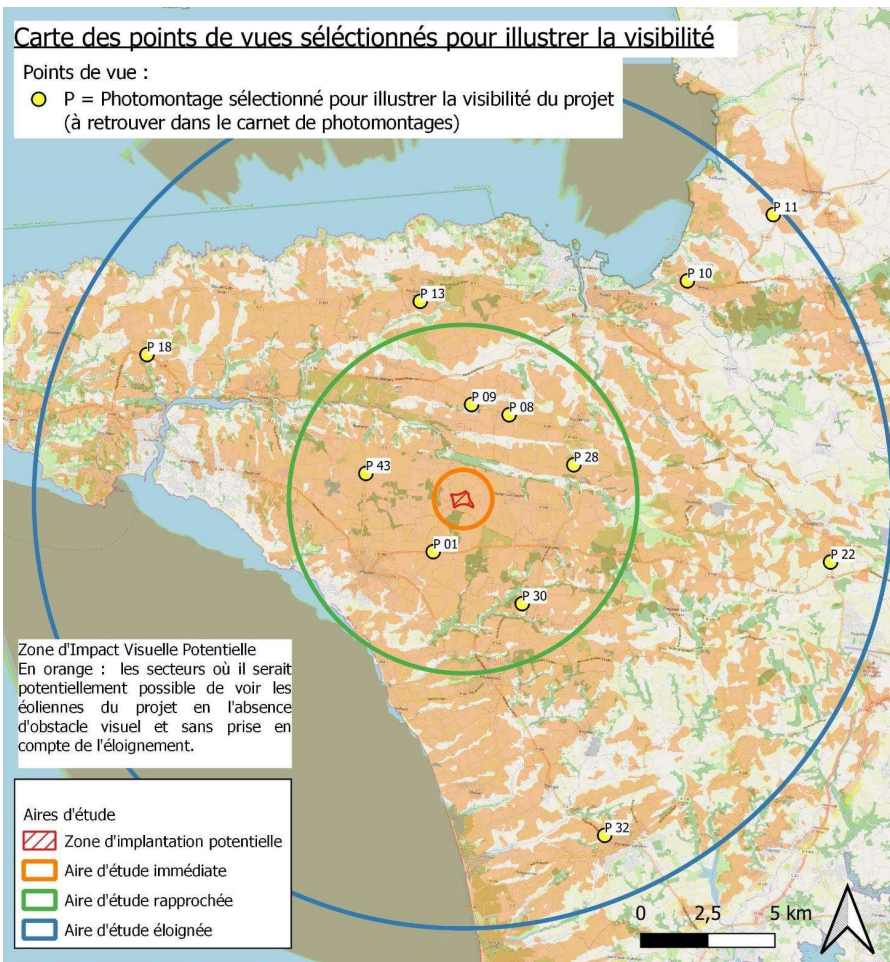 Carte des points de vues séléctionnés pour illustrer la visibilité
Points de vue :
P = Photomontage sélectionné pour illustrer la visibilité du projet
(à retrouver dans le carnet de photomontages)
P 11
P 10
P 13
P 18
P 09
P 08
P 28
P 43
P 01
P 22
P 30
P 32
Zone d'Impact Visuelle Potentielle
En orange : les secteurs où il serait
potentiellement possible de voir les
éoliennes du projet en l'absence
d'obstacle visuel et sans prise en
compte de l'éloignement.
Aires d'étude
Zone d'implantation potentielle
Aire d'étude immédiate
Aire d'étude rapprochée
Aire d'étude éloignée
0 2,5 5 km